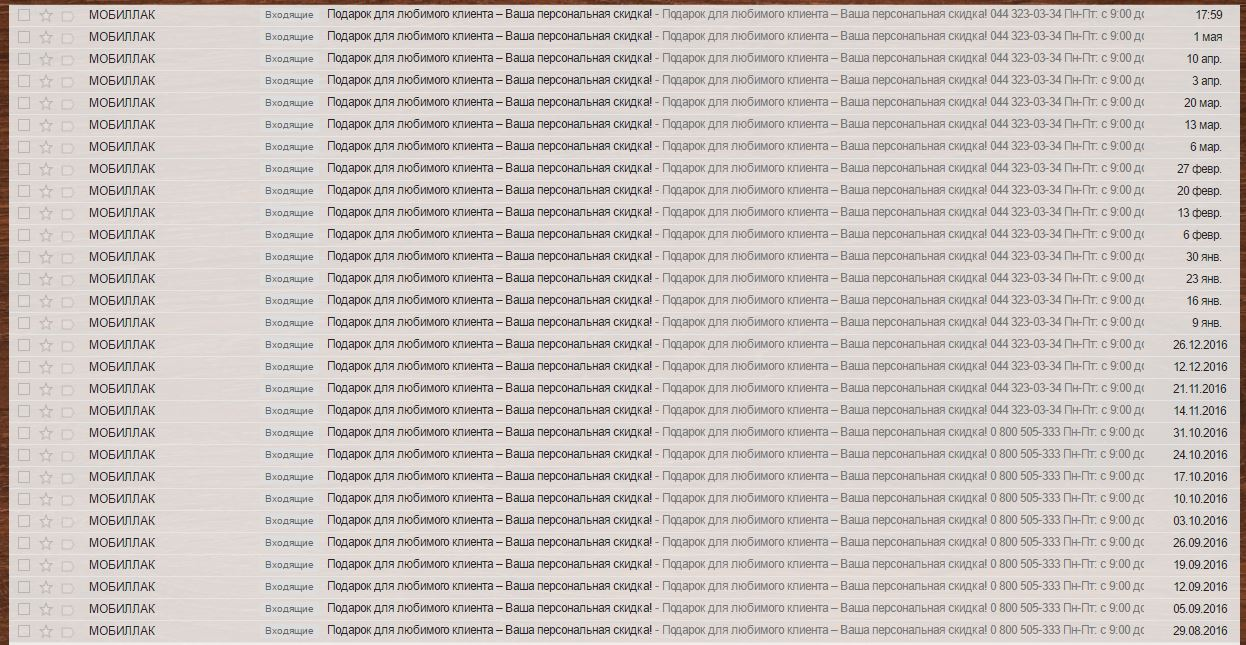 МОБИЛЛАК Входящие Подарок для любимого клиента – Ваша персональная скидка! - Подарок для любимого клиента – Ваша персональная скидка! 044 323-03-34 Пн-Пт: с 9:00 дс 17:59
МОБИЛЛАК Входящие Подарок для любимого клиента – Ваша персональная скидка! - Подарок для любимого клиента – Ваша персональная скидка! 044 323-03-34 Пн-Пт: с 9:00 дс 1 мая
МОБИЛЛАК Входящие Подарок для любимого клиента – Ваша персональная скидка! - Подарок для любимого клиента – Ваша персональная скидка! 044 323-03-34 Пн-Пт: с 9:00 дс 10 апр.
МОБИЛЛАК Входящие Подарок для любимого клиента – Ваша персональная скидка! - Подарок для любимого клиента – Ваша персональная скидка! 044 323-03-34 Пн-Пт: с 9:00 дс 3 апр.
МОБИЛЛАК Входящие Подарок для любимого клиента – Ваша персональная скидка! - Подарок для любимого клиента – Ваша персональная скидка! 044 323-03-34 Пн-Пт: с 9:00 дс 20 мар.
МОБИЛЛАК Входящие Подарок для любимого клиента – Ваша персональная скидка! - Подарок для любимого клиента – Ваша персональная скидка! 044 323-03-34 Пн-Пт: с 9:00 дс 13 мар.
МОБИЛЛАК Входящие Подарок для любимого клиента – Ваша персональная скидка! - Подарок для любимого клиента – Ваша персональная скидка! 044 323-03-34 Пн-Пт: с 9:00 дс 6 мар.
МОБИЛЛАК Входящие Подарок для любимого клиента – Ваша персональная скидка! - Подарок для любимого клиента – Ваша персональная скидка! 044 323-03-34 Пн-Пт: с 9:00 дс 27 февр.
МОБИЛЛАК Входящие Подарок для любимого клиента – Ваша персональная скидка! - Подарок для любимого клиента – Ваша персональная скидка! 044 323-03-34 Пн-Пт: с 9:00 дс 20 февр.
МОБИЛЛАК Входящие Подарок для любимого клиента – Ваша персональная скидка! - Подарок для любимого клиента – Ваша персональная скидка! 044 323-03-34 Пн-Пт: с 9:00 дс 13 февр.
МОБИЛЛАК Входящие Подарок для любимого клиента – Ваша персональная скидка! - Подарок для любимого клиента – Ваша персональная скидка! 044 323-03-34 Пн-Пт: с 9:00 дс 6 февр.
МОБИЛЛАК Входящие Подарок для любимого клиента – Ваша персональная скидка! - Подарок для любимого клиента – Ваша персональная скидка! 044 323-03-34 Пн-Пт: с 9:00 дс 30 янв.
МОБИЛЛАК Входящие Подарок для любимого клиента – Ваша персональная скидка! - Подарок для любимого клиента – Ваша персональная скидка! 044 323-03-34 Пн-Пт: с 9:00 дс 23 янв.
МОБИЛЛАК Входящие Подарок для любимого клиента – Ваша персональная скидка! - Подарок для любимого клиента – Ваша персональная скидка! 044 323-03-34 Пн-Пт: с 9:00 дс 16 янв.
МОБИЛЛАК Входящие Подарок для любимого клиента – Ваша персональная скидка! - Подарок для любимого клиента – Ваша персональная скидка! 044 323-03-34 Пн-Пт: с 9:00 дс 9 янв.
МОБИЛЛАК Входящие Подарок для любимого клиента – Ваша персональная скидка! - Подарок для любимого клиента – Ваша персональная скидка! 044 323-03-34 Пн-Пт: с 9:00 дс 26.12.2016
МОБИЛЛАК Входящие Подарок для любимого клиента – Ваша персональная скидка! - Подарок для любимого клиента – Ваша персональная скидка! 044 323-03-34 Пн-Пт: с 9:00 дс 12.12.2016
МОБИЛЛАК Входящие Подарок для любимого клиента – Ваша персональная скидка! - Подарок для любимого клиента – Ваша персональная скидка! 044 323-03-34 Пн-Пт: с 9:00 дс 21.11.2016
МОБИЛЛАК Входящие Подарок для любимого клиента – Ваша персональная скидка! - Подарок для любимого клиента – Ваша персональная скидка! 044 323-03-34 Пн-Пт: с 9:00 дс 14.11.2016
МОБИЛЛАК Входящие Подарок для любимого клиента – Ваша персональная скидка! - Подарок для любимого клиента – Ваша персональная скидка! 0 800 505-333 Пн-Пт: с 9:00 дс 31.10.2016
МОБИЛЛАК Входящие Подарок для любимого клиента – Ваша персональная скидка! - Подарок для любимого клиента – Ваша персональная скидка! 0 800 505-333 Пн-Пт: с 9:00 дс 24.10.2016
МОБИЛЛАК Входящие Подарок для любимого клиента – Ваша персональная скидка! - Подарок для любимого клиента – Ваша персональная скидка! 0 800 505-333 Пн-Пт: с 9:00 дс 17.10.2016
МОБИЛЛАК Входящие Подарок для любимого клиента – Ваша персональная скидка! - Подарок для любимого клиента – Ваша персональная скидка! 0 800 505-333 Пн-Пт: с 9:00 дс 10.10.2016
МОБИЛЛАК Входящие Подарок для любимого клиента – Ваша персональная скидка! - Подарок для любимого клиента – Ваша персональная скидка! 0 800 505-333 Пн-Пт: с 9:00 дс 03.10.2016
МОБИЛЛАК Входящие Подарок для любимого клиента – Ваша персональная скидка! - Подарок для любимого клиента – Ваша персональная скидка! 0 800 505-333 Пн-Пт: с 9:00 дс 26.09.2016
МОБИЛЛАК Входящие Подарок для любимого клиента – Ваша персональная скидка! - Подарок для любимого клиента – Ваша персональная скидка! 0 800 505-333 Пн-Пт: с 9:00 дс 19.09.2016
МОБИЛЛАК Входящие Подарок для любимого клиента – Ваша персональная скидка! - Подарок для любимого клиента – Ваша персональная скидка! 0 800 505-333 Пн-Пт: с 9:00 дс 12.09.2016
МОБИЛЛАК Входящие Подарок для любимого клиента – Ваша персональная скидка! - Подарок для любимого клиента – Ваша персональная скидка! 0 800 505-333 Пн-Пт: с 9:00 дс 05.09.2016
МОБИЛЛАК Входящие Подарок для любимого клиента – Ваша персональная скидка! - Подарок для любимого клиента – Ваша персональная скидка! 0 800 505-333 Пн-Пт: с 9:00 дс 29.08.2016